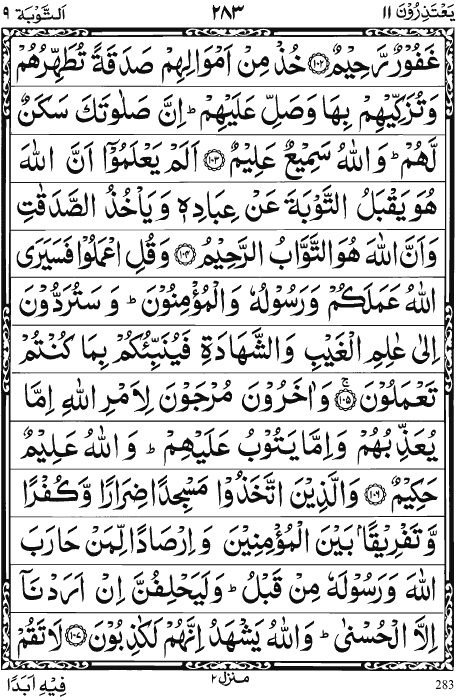 يَعْتَذِرُوْنَ ١١ ٢٨٣ اَلتَّوْبَة ٩
غَفُوْرٌ رَّحِيْمٌ ﴿١٠٢﴾ خُذْ مِنْ اَمْوَالِهِمْ صَدَقَةً تُطَهِّرُهُمْ
وَتُزَكِّيْهِمْ بِهَا وَصَلِّ عَلَيْهِمْ ؕ اِنَّ صَلٰوتَكَ سَكَنٌ
لَّهُمْ ؕ وَاللّٰهُ سَمِيْعٌ عَلِيْمٌ ﴿١٠٣﴾ اَلَمْ يَعْلَمُوْۤا اَنَّ اللّٰهَ
هُوَ يَقْبَلُ التَّوْبَةَ عَنْ عِبَادِهٖ وَيَاْخُذُ الصَّدَقٰتِ
وَاَنَّ اللّٰهَ هُوَ التَّوَّابُ الرَّحِيْمُ ﴿١٠٤﴾ وَقُلِ اعْمَلُوْا فَسَيَرَى
اللّٰهُ عَمَلَكُمْ وَرَسُوْلُهٗ وَالْمُؤْمِنُوْنَ ؕ وَسَتُرَدُّوْنَ
اِلٰى عٰلِمِ الْغَيْبِ وَالشَّهَادَةِ فَيُنَبِّئُكُمْ بِمَا كُنْتُمْ
تَعْمَلُوْنَ ﴿١٠٥﴾ۚ وَاٰخَرُوْنَ مُرْجَوْنَ لِاَمْرِ اللّٰهِ اِمَّا
يُعَذِّبُهُمْ وَاِمَّا يَتُوْبُ عَلَيْهِمْ ؕ وَاللّٰهُ عَلِيْمٌ
حَكِيْمٌ ﴿١٠٦﴾ وَالَّذِيْنَ اتَّخَذُوْا مَسْجِدًا ضِرَارًا وَّكُفْرًا
وَّتَفْرِيْقًۢا بَيْنَ الْمُؤْمِنِيْنَ وَاِرْصَادًا لِّمَنْ حَارَبَ
اللّٰهَ وَرَسُوْلَهٗ مِنْ قَبْلُ ؕ وَلَيَحْلِفُنَّ اِنْ اَرَدْنَاۤ
اِلَّا الْحُسْنٰى ؕ وَاللّٰهُ يَشْهَدُ اِنَّهُمْ لَكٰذِبُوْنَ ﴿١٠٧﴾ لَا تَقُمْ
283 منزل ٢ فِيْهِ اَبَدًا